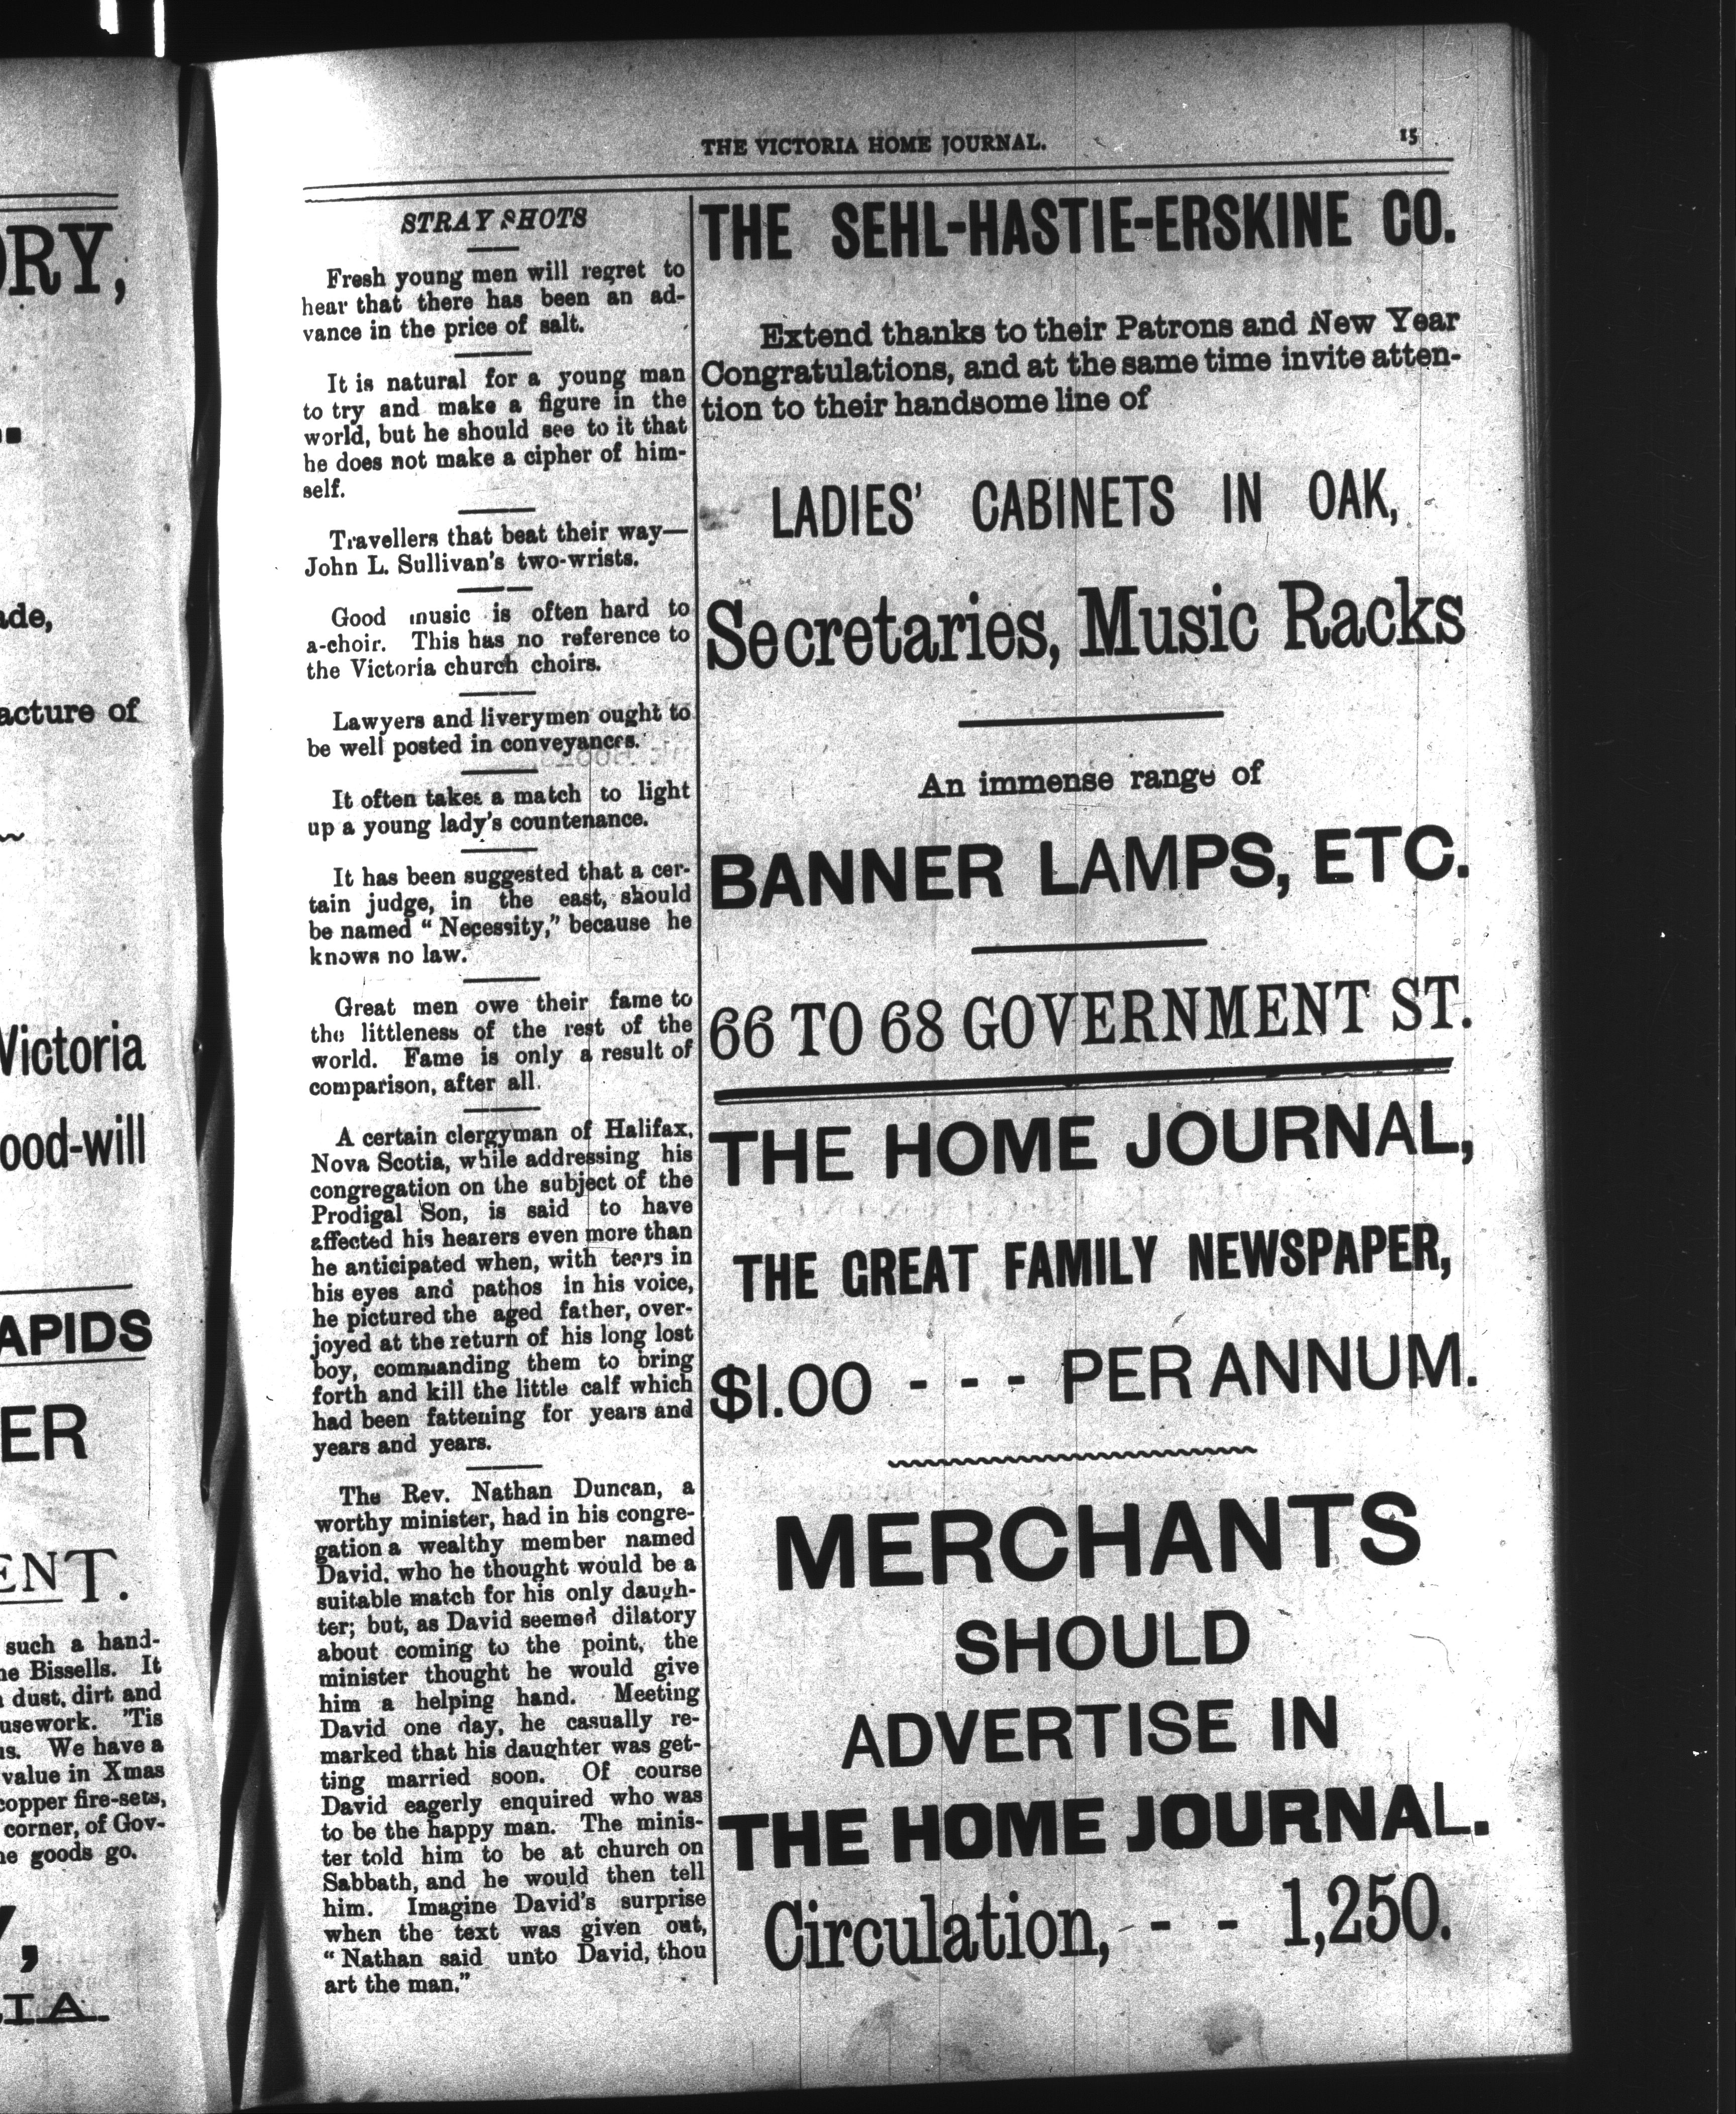 RY,
ade,
acture of
Victoria
ood-will
APIDS
ER
ENT.
such a hand-
he Bissells. It
dust, dirt and
usework. 'Tis
us. We have a
value in Xmas
copper fire-sets,
corner, of Gov-
he goods go.
IA.
THE VICTORIA HOME JOURNAL.
15
STRAY SHOTS
Fresh young men will regret to
hear that there has been an ad-
vance in the price of salt.
It is natural for a young man
to try and make a figure in the
world, but he should see to it that
he does not make a cipher of him-
self.
Travellers that beat their way—
John L. Sullivan's two-wrists.
Good music is often hard to
a-choir. This has no reference to
the Victoria church choirs.
Lawyers and liverymen ought to
be well posted in conveyances.
It often takes a match to light
up a young lady's countenance.
It has been suggested that a cer-
tain judge, in the east, should
be named “ Necessity,” because he
knows no law.
Great men owe their fame to
the littleness of the rest of the
world. Fame is only a result of
comparison, after all.
A certain clergyman of Halifax,
Nova Scotia, while addressing his
congregation on the subject of the
Prodigal Son, is said to have
affected his hearers even more than
he anticipated when, with tears in
his eyes and pathos in his voice,
he pictured the aged father, over-
joyed at the return of his long lost
boy, commanding them to bring
forth and kill the little calf which
had been fattening for years and
years and years.
The Rev. Nathan Duncan, a
worthy minister, had in his congre-
gation a wealthy member named
David, who he thought would be a
suitable match for his only daugh-
ter; but, as David seemed dilatory
about coming to the point, the
minister thought he would give
him a helping hand. Meeting
David one day, he casually re-
marked that his daughter was get-
ting married soon. Of course
David eagerly enquired who was
to be the happy man. The minis-
ter told him to be at church on
Sabbath, and he would then tell
him. Imagine David's surprise
when the text was given out,
“ Nathan said unto David, thou
art the man.”
THE SEHL-HASTIE-ERSKINE CO.
Extend thanks to their Patrons and New Year
Congratulations, and at the same time invite atten-
tion to their handsome line of
LADIES' CABINETS IN OAK,
Secretaries, Music Racks
An immense range of
BANNER LAMPS, ETC.
66 TO 68 GOVERNMENT ST.
THE HOME JOURNAL,
THE GREAT FAMILY NEWSPAPER,
$1.00 - - - PER ANNUM.
MERCHANTS
SHOULD
ADVERTISE IN
THE HOME JOURNAL.
Circulation, - - - 1,250.